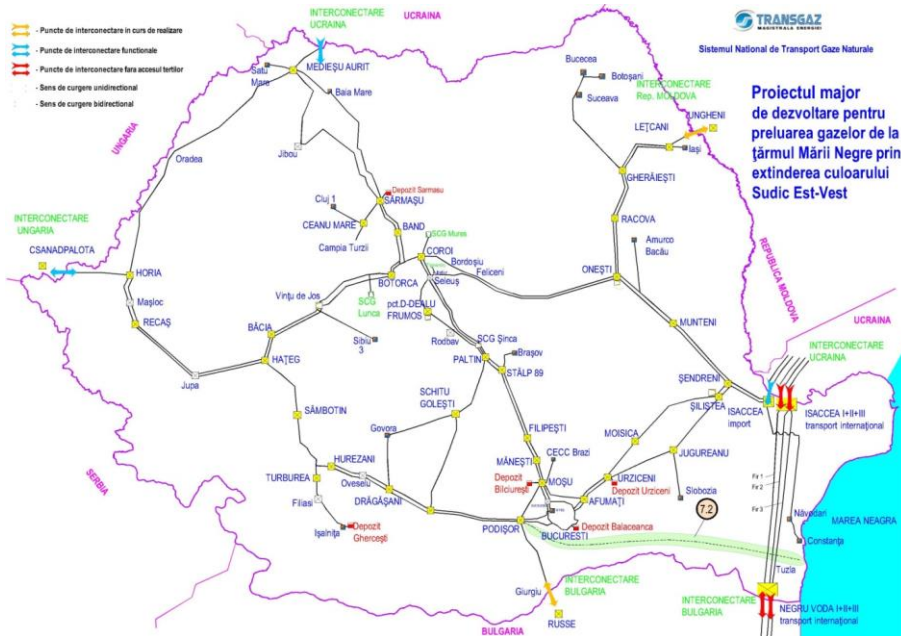 - Puncte de interconectare in curs de realizare
- Puncte de interconectare functionale
- Puncte de interconectare fara accesul tertilor
- Sens de curgere unidirectional
- Sens de curgere bidirectional
TRANSGAZ
MAGISTRALA ENERGIEI
Sistemul National de Transport Gaze Naturale
Proiectul major
de dezvoltare pentru
preluarea gazelor de la
ţărmul Mării Negre prin
extinderea culoarului
Sudic Est-Vest
INTERCONECTARE
UCRAINA
UCRAINA
UCRAINA
MEDIEŞU AURIT
Satu
Mare
Baia Mare
Bucecea
Botoşani
Suceava
INTERCONECTARE
Rep. MOLDOVA
UNGHENI
LEŢCANI
Iaşi
UNGARIA
Oradea
Jibou
GHERĂIEŞTI
Depozit Sarmasu
SĂRMAŞU
Cluj 1
CEANU MARE
Campia Turzii
BAND
RACOVA
INTERCONECTARE
UNGARIA
CSANADPALOTA
SCG Mures
COROI
Bordoşiu
Feliceni
Seleuş
Amurco
Bacău
REPUBLICA MOLDOVA
HORIA
BOTORCA
ONEŞTI
Maşloc
RECAŞ
Vinţu de Jos
SCG
Lunca
pct.D-DEALU
FRUMOS
BĂCIA
Sibiu
3
Rodbav
SCG Şinca
MUNTENI
UCRAINA
INTERCONECTARE
UCRAINA
HAŢEG
PALTIN
Braşov
STÂLP 89
Jupa
ŞENDRENI
ŞILIŞTEA
ISACCEA
import
ISACCEA I+II+III
transport internaţional
SCHITU
GOLEŞTI
SÂMBOTIN
Govora
FILIPEŞTI
MOISICA
JUGUREANU
HUREZANI
MĂNEŞTI
CECC Brazi
SERBIA
TURBUREA
Oveselu
Depozit
Bilciureşti
MOŞU
URZICENI
Depozit Urziceni
Fir 1
Fir 2
Filiasi
DRĂGĂŞANI
AFUMAŢI
Slobozia
7.2
Fir 3
Işalniţa
Depozit
Gherceşti
PODIŞOR
BUCURESTI
Depozit Balaceanca
Năvodari
MAREA NEAGRA
Constanţa
Tuzla
Giurgiu
INTERCONECTARE
BULGARIA
INTERCONECTARE
BULGARIA
NEGRU VODA I+II+III
transport internaţional
RUSSE
BULGARIA